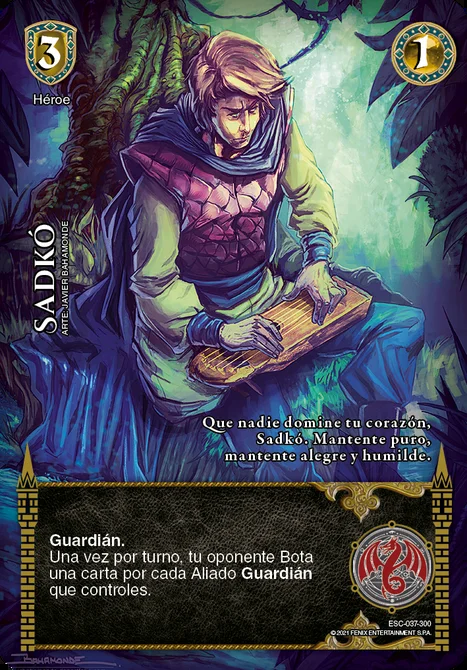 3
1
Héroe
SADKÓ
ARTE: JAVIER BAHAMONDE
Que nadie domine tu corazón,
Sadkó. Mantente puro,
mantente alegre y humilde.
Guardián.
Una vez por turno, tu oponente Bota
una carta por cada Aliado Guardián
que controles.
ESC-037-300
©2021 FENIX ENTERTAINMENT S.P.A.
BAHAMONDE